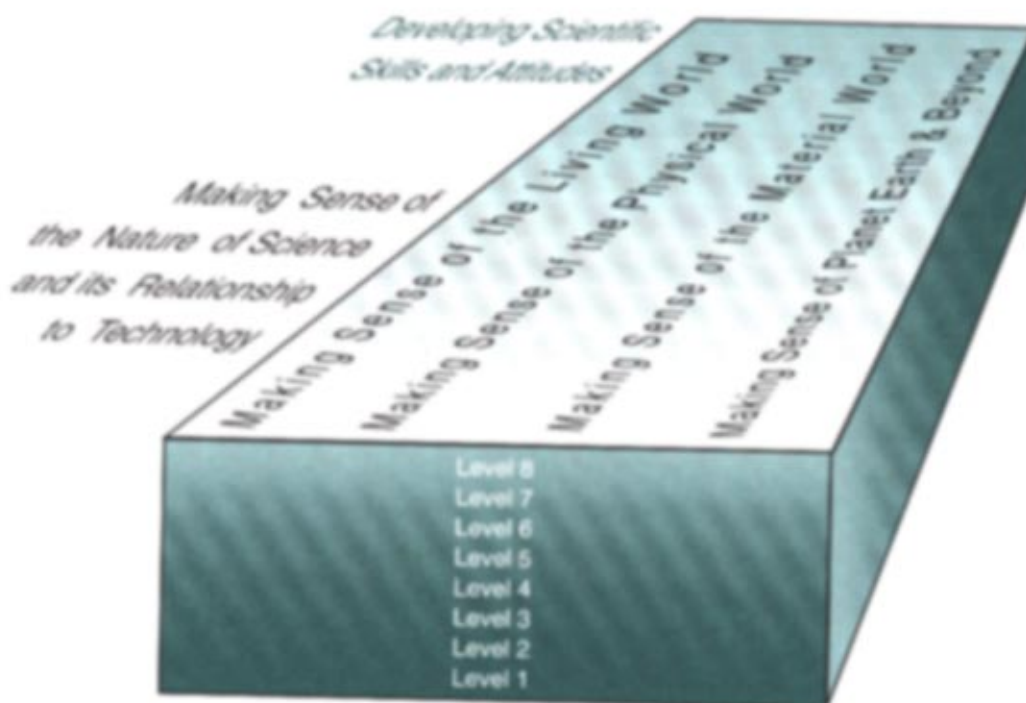 Developing Scientific
Skills and Attitudes
Making Sense of
the Nature of Science
and its Relationship
to Technology
Making Sense of the Living World
Making Sense of the Physical World
Making Sense of the Material World
Making Sense of Planet Earth & Beyond
Level 8
Level 7
Level 6
Level 5
Level 4
Level 3
Level 2
Level 1